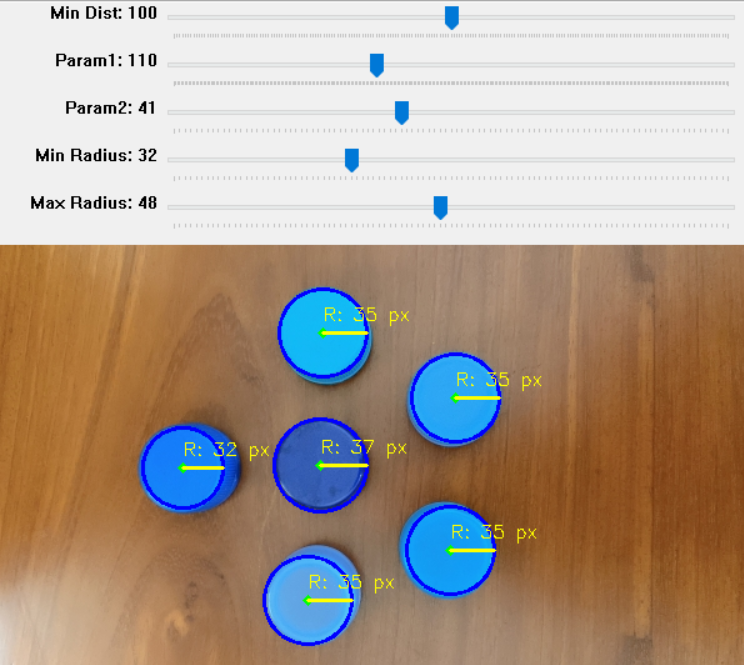 Min Dist: 100
Param1: 110
Param2: 41
Min Radius: 32
Max Radius: 48
R: 35 px
R: 35 px
R: 32 px
R: 37 px
R: 35 px
R: 35 px